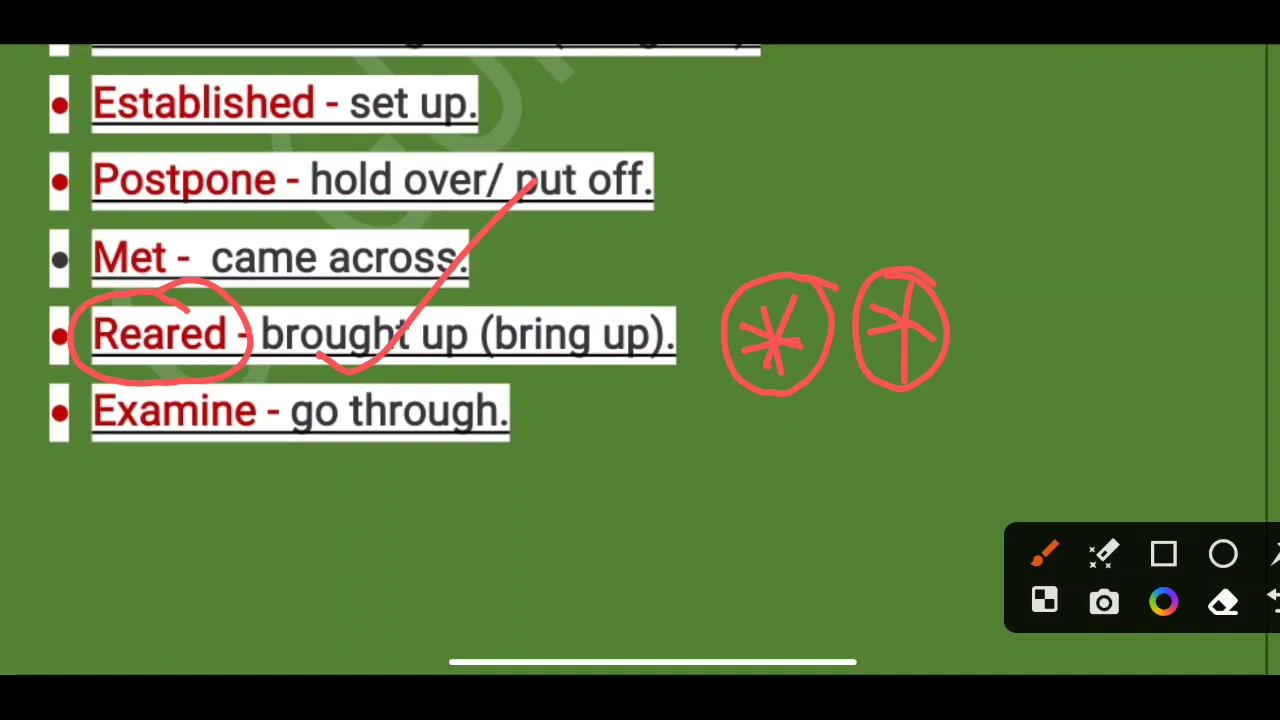 • Established - set up.
• Postpone - hold over/ put off.
• Met - came across.
• Reared - brought up (bring up).
• Examine - go through.